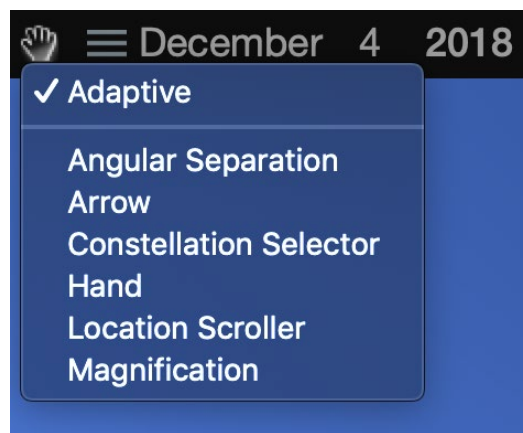 December 4 2018
✓ Adaptive
Angular Separation
Arrow
Constellation Selector
Hand
Location Scroller
Magnification